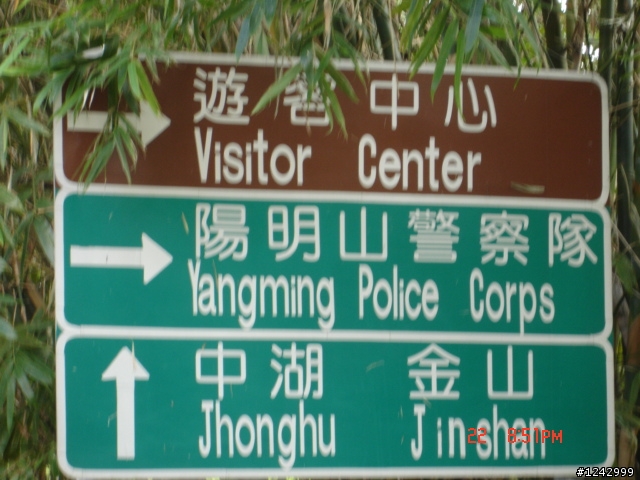 遊客中心
Visitor Center
陽明山警察隊
Yangming Police Corps
中湖 金山
Jhonghu Jinshan
22 8:51PM
#1242999